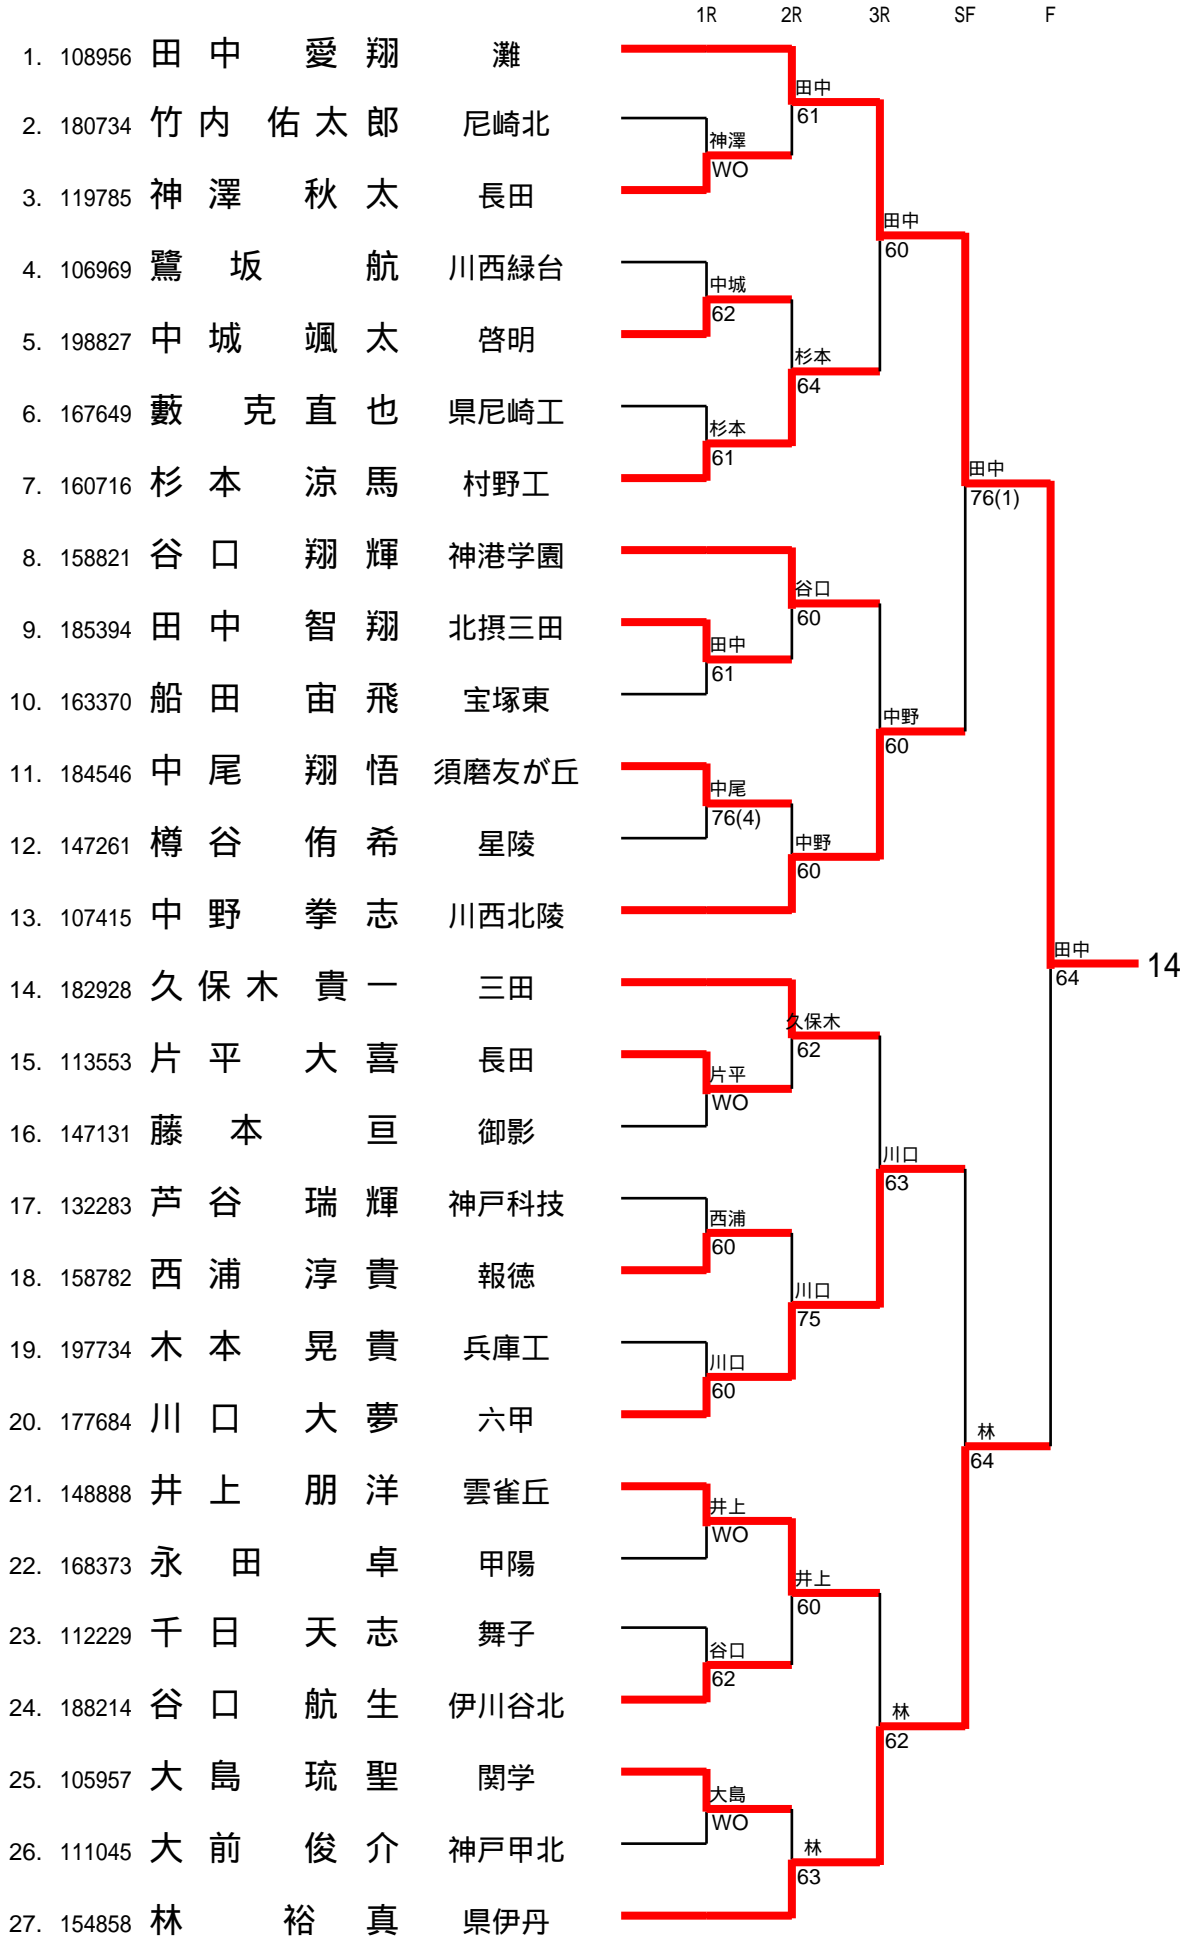 1R 2R 3R SF F
1. 108956 田中 愛翔 灘
田中
61
2. 180734 竹内 佑太郎 尼崎北
神澤
WO
3. 119785 神澤 秋太 長田
田中
60
4. 106969 鷺坂 航 川西緑台
中城
62
5. 198827 中城 颯太 啓明
杉本
64
6. 167649 藪 克直也 県尼崎工
杉本
61
7. 160716 杉本 涼馬 村野工
田中
76(1)
8. 158821 谷口 翔輝 神港学園
谷口
60
9. 185394 田中 智翔 北摂三田
田中
61
10. 163370 船田 宙飛 宝塚東
中野
60
11. 184546 中尾 翔悟 須磨友が丘
中尾
76(4)
12. 147261 樽谷 侑希 星陵
中野
60
13. 107415 中野 拳志 川西北陵
田中
64
14
14. 182928 久保木 貴一 三田
久保木
62
15. 113553 片平 大喜 長田
片平
WO
16. 147131 藤本 亘 御影
川口
63
17. 132283 芦谷 瑞輝 神戸科技
西浦
60
18. 158782 西浦 淳貴 報徳
川口
75
19. 197734 木本 晃貴 兵庫工
川口
60
20. 177684 川口 大夢 六甲
林
64
21. 148888 井上 朋洋 雲雀丘
井上
WO
22. 168373 永田 卓 甲陽
井上
60
23. 112229 千日 天志 舞子
谷口
62
24. 188214 谷口 航生 伊川谷北
林
62
25. 105957 大島 琉聖 関学
大島
WO
26. 111045 大前 俊介 神戸甲北
林
63
27. 154858 林 裕真 県伊丹